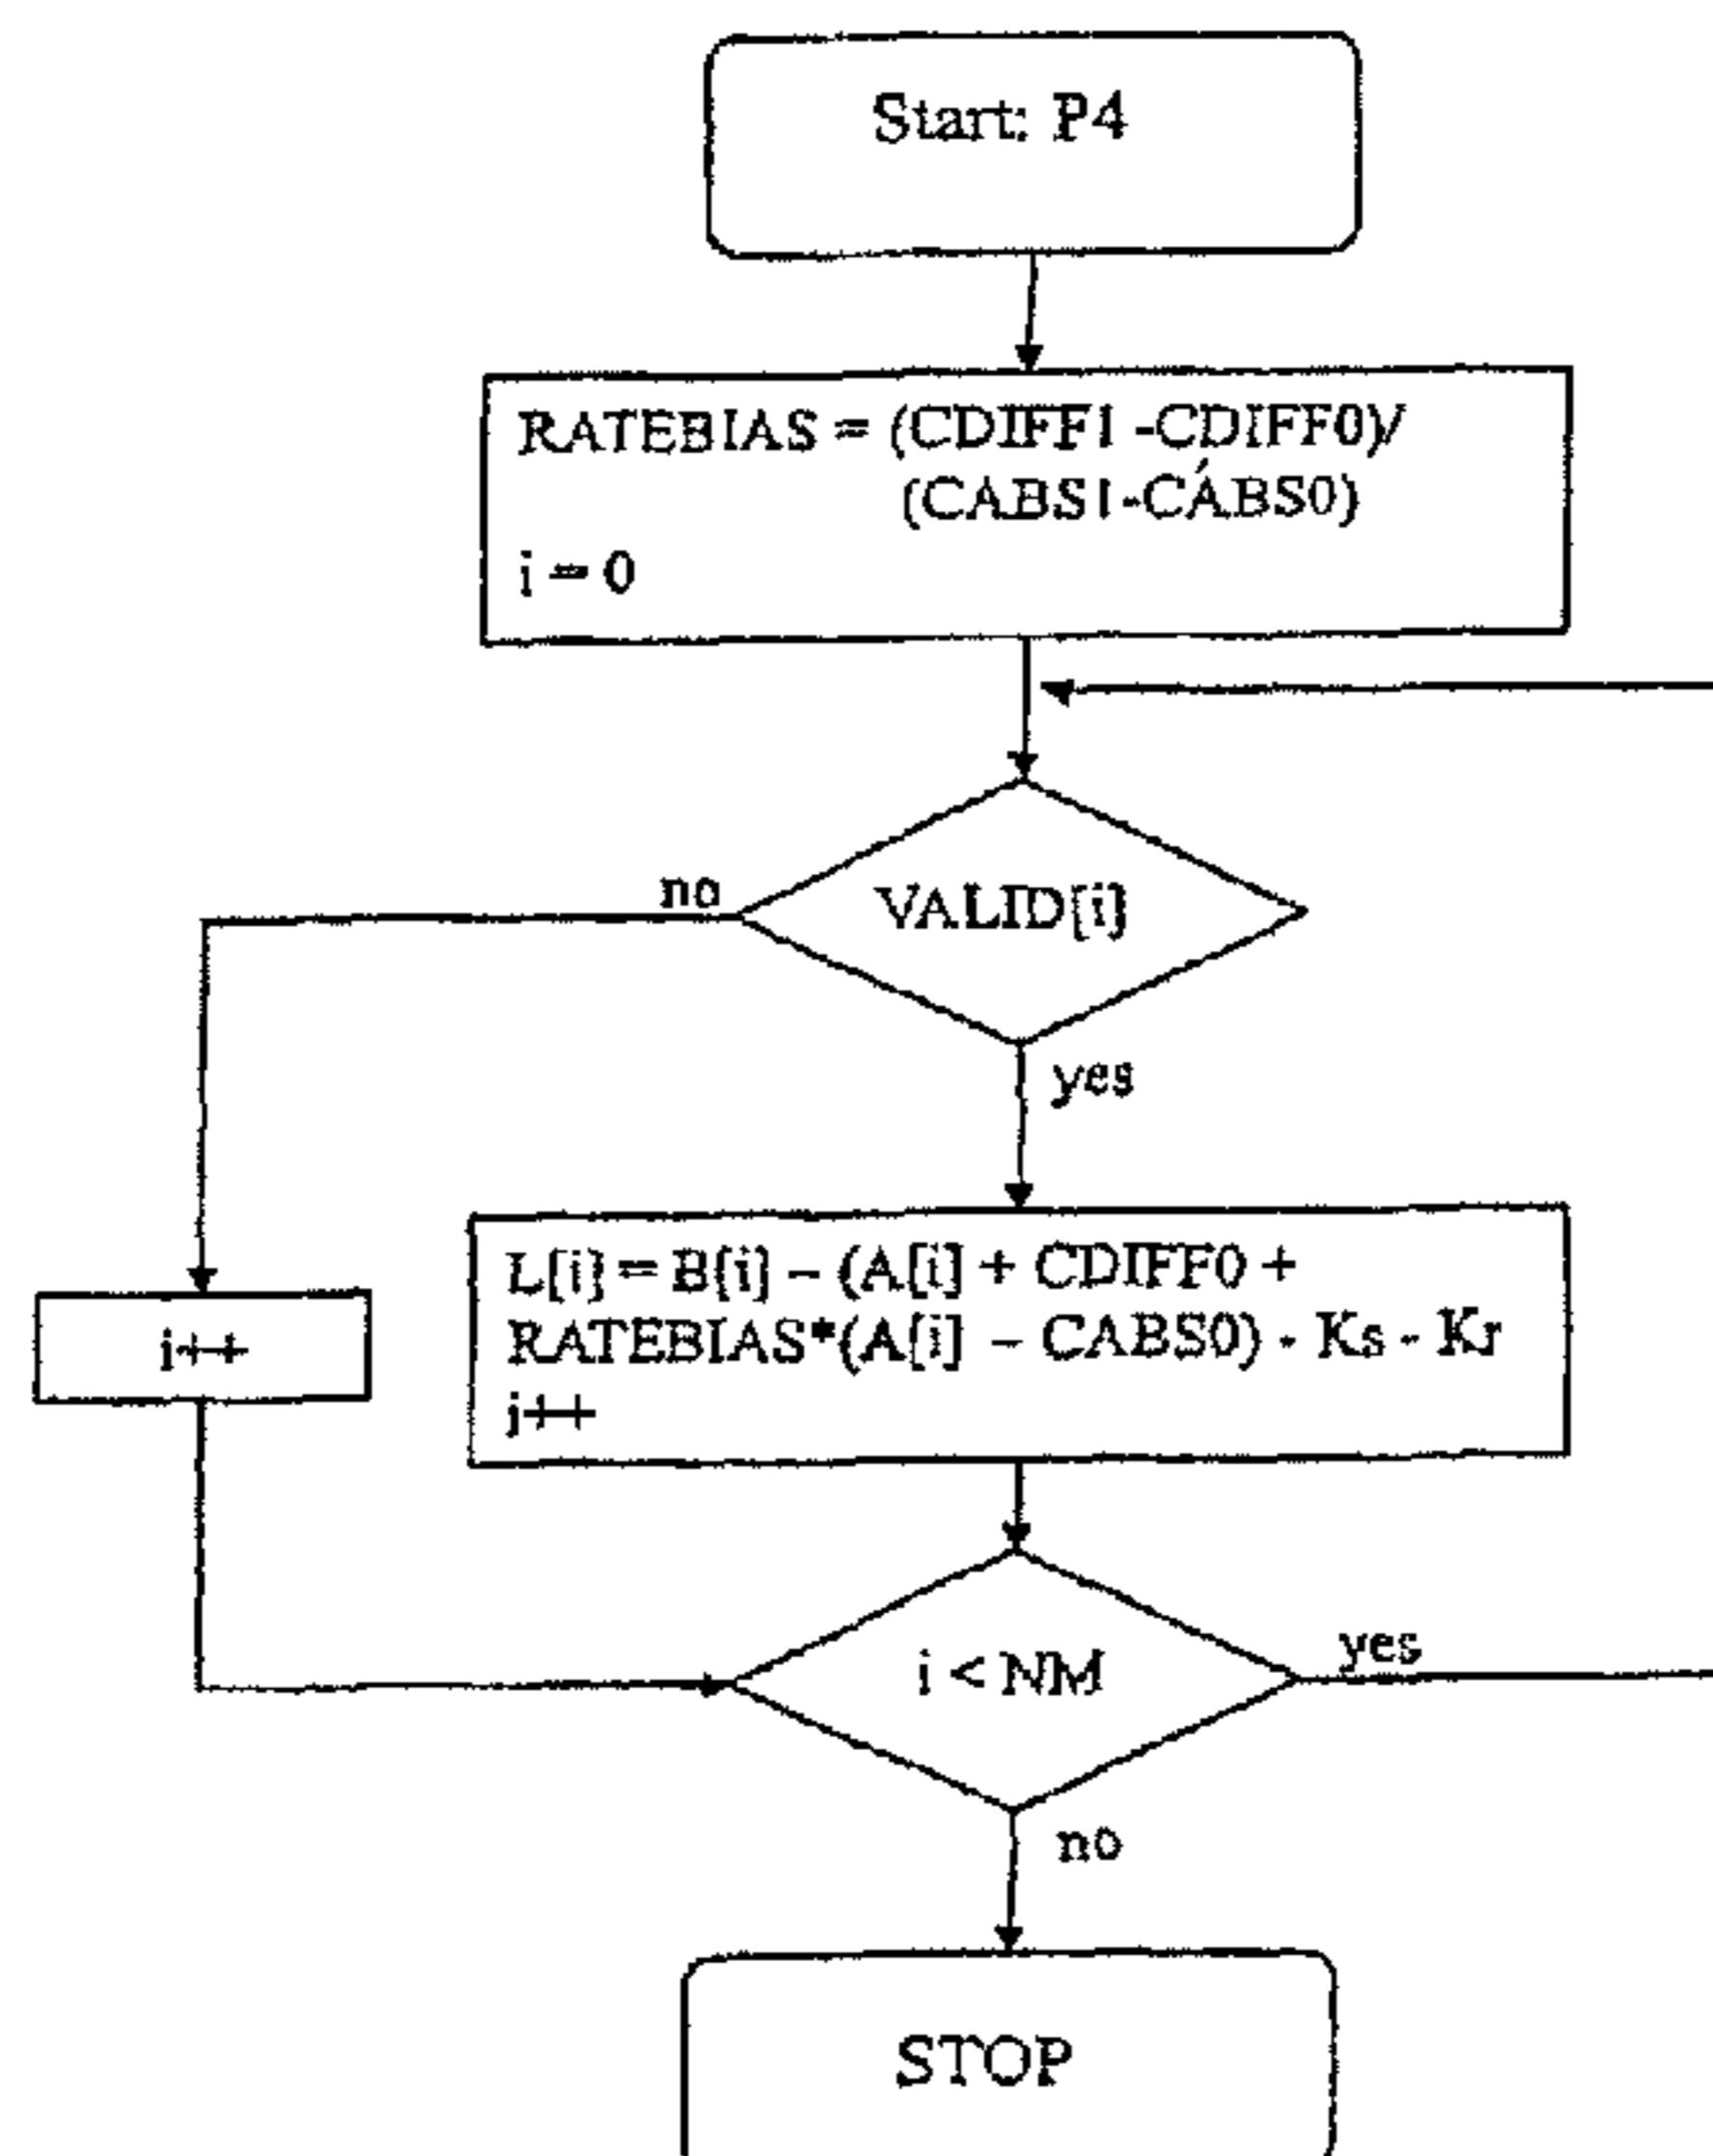 Start: P4
RATEBIAS = (CDIFF1 -CDIFF0)/
(CABS1-CABS0)
i = 0
no
VALID[i]
yes
L[i] = B[i] – (A[i] + CDIFF0 +
RATEBIAS*(A[i] – CABS0) - Ks - Kr
i++
j++
i < NM
yes
no
STOP